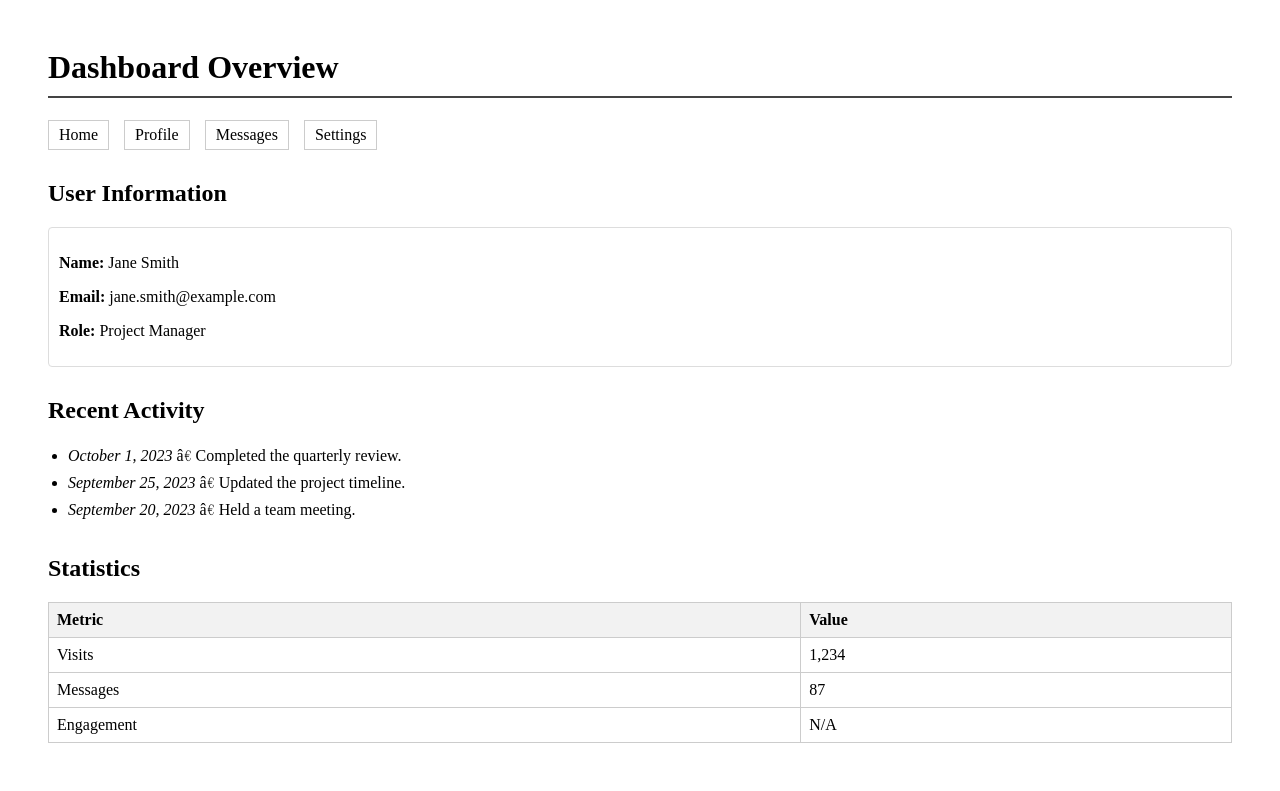 Dashboard Overview
Home Profile Messages Settings
User Information
Name: Jane Smith
Email: jane.smith@example.com
Role: Project Manager
Recent Activity
October 1, 2023 â€ Completed the quarterly review.
September 25, 2023 â€ Updated the project timeline.
September 20, 2023 â€ Held a team meeting.
Statistics
Metric Value
Visits 1,234
Messages 87
Engagement N/A